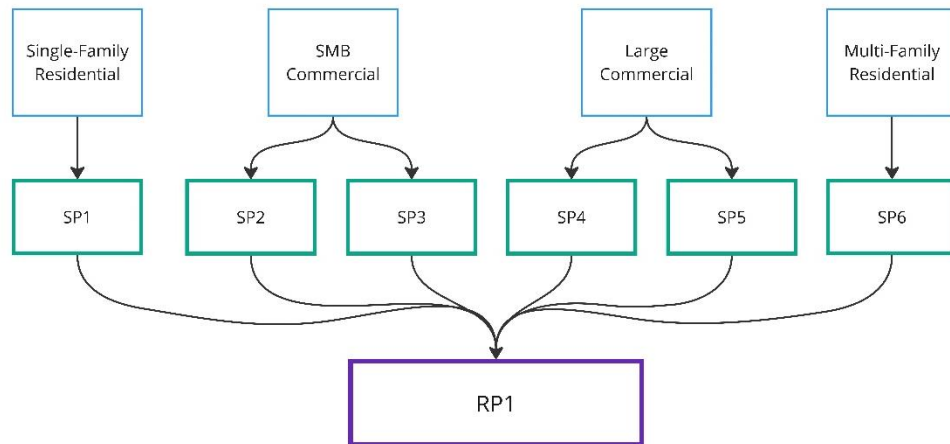 Single-Family
Residential
SMB
Commercial
Large
Commercial
Multi-Family
Residential
SP1
SP2
SP3
SP4
SP5
SP6
RP1